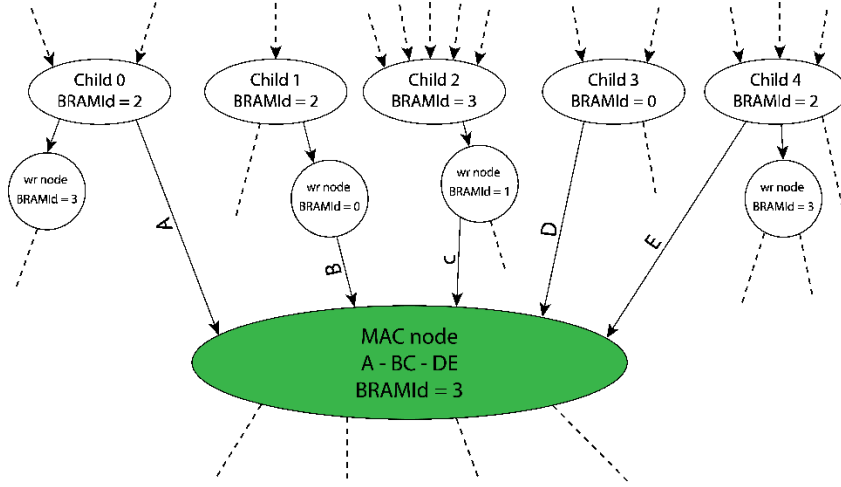 Child 0
BRAMId = 2
Child 1
BRAMId = 2
Child 2
BRAMId = 3
Child 3
BRAMId = 0
Child 4
BRAMId = 2
wr node
BRAMId = 3
wr node
BRAMId = 0
wr node
BRAMId = 1
wr node
BRAMId = 3
A
B
C
D
E
MAC node
A - BC - DE
BRAMId = 3